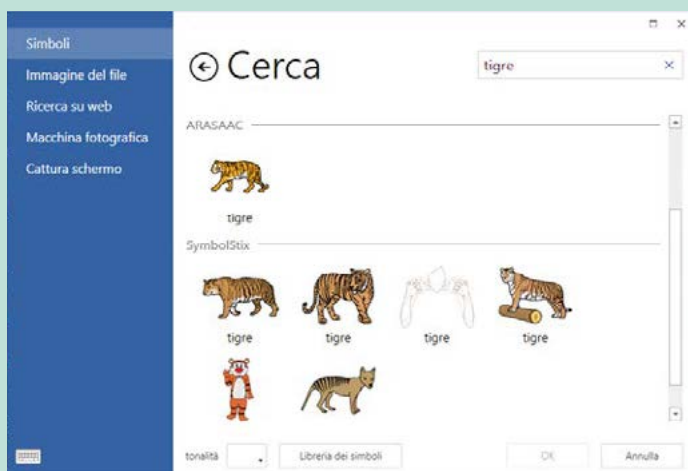 Simboli
Immagine del file
Ricerca su web
Macchina fotografica
Cattura schermo
Cerca
tigre
ARASAAC
tigre
SymbolStix
tigre tigre tigre tigre
tonalità
Libreria dei simboli
OK
Annulla